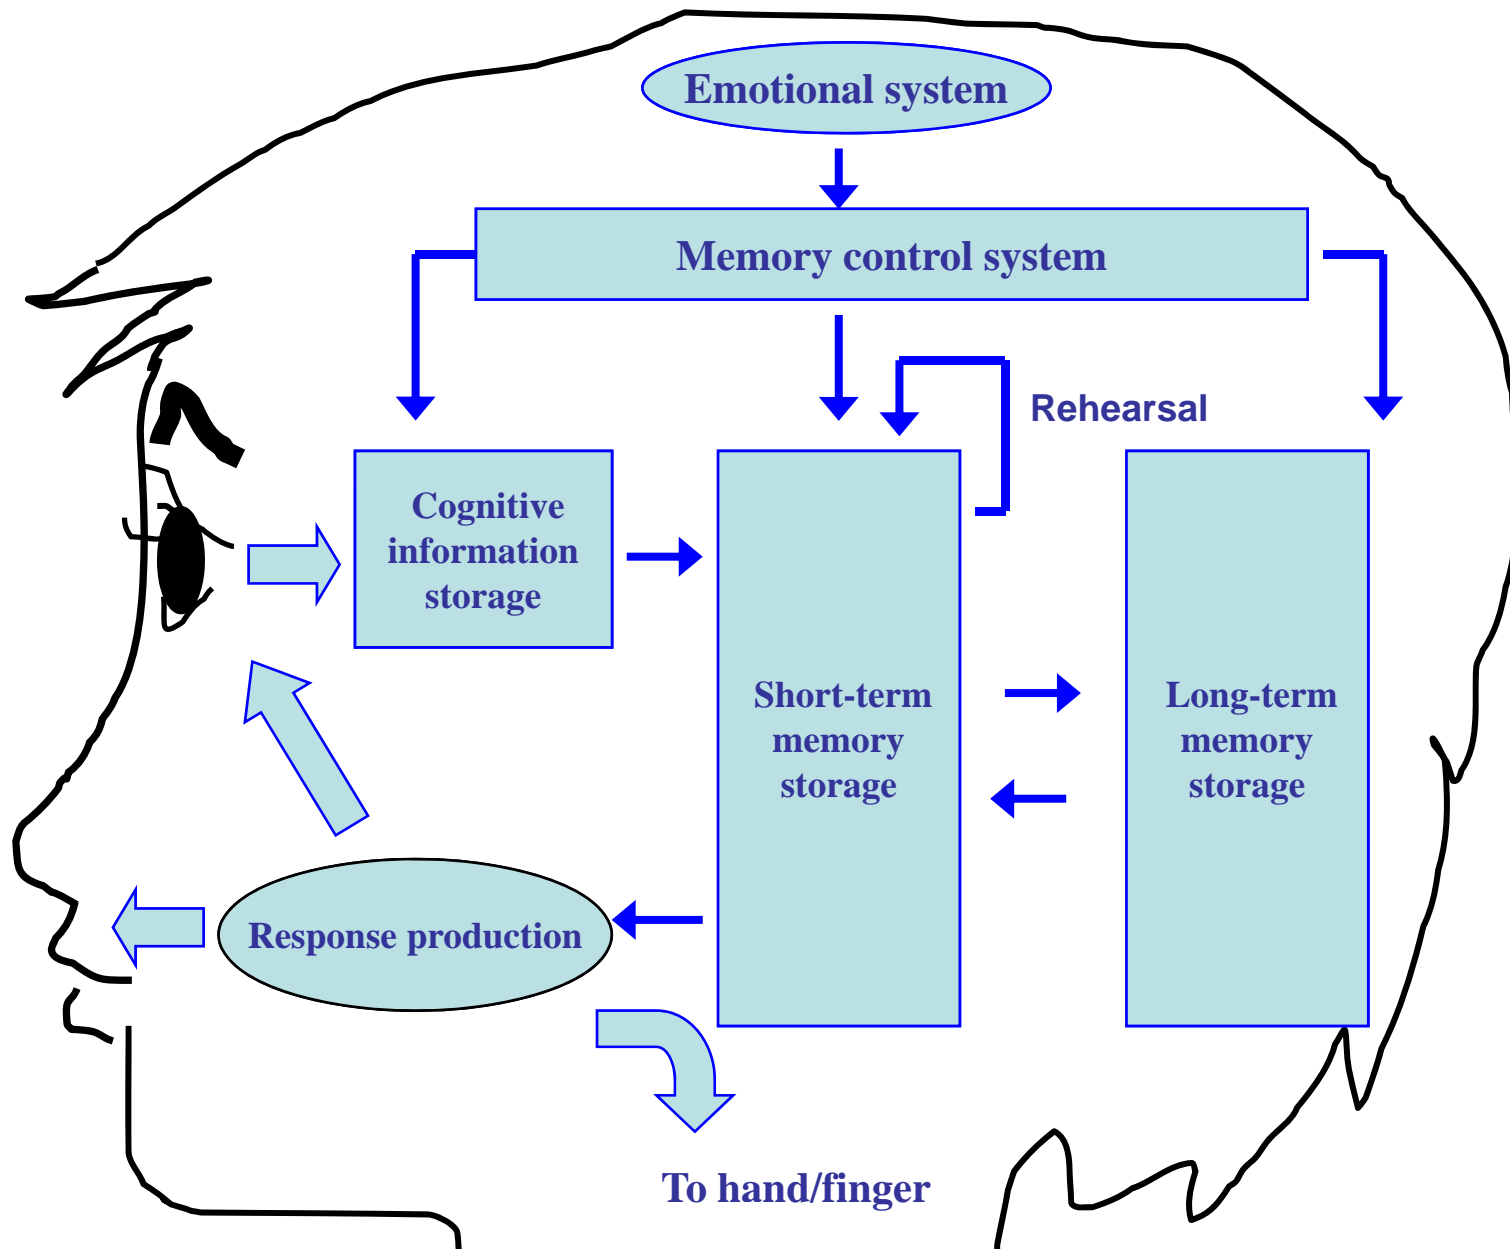 Emotional system
Memory control system
Rehearsal
Cognitive
information
storage
Short-term
memory
storage
Long-term
memory
storage
Response production
To hand/finger